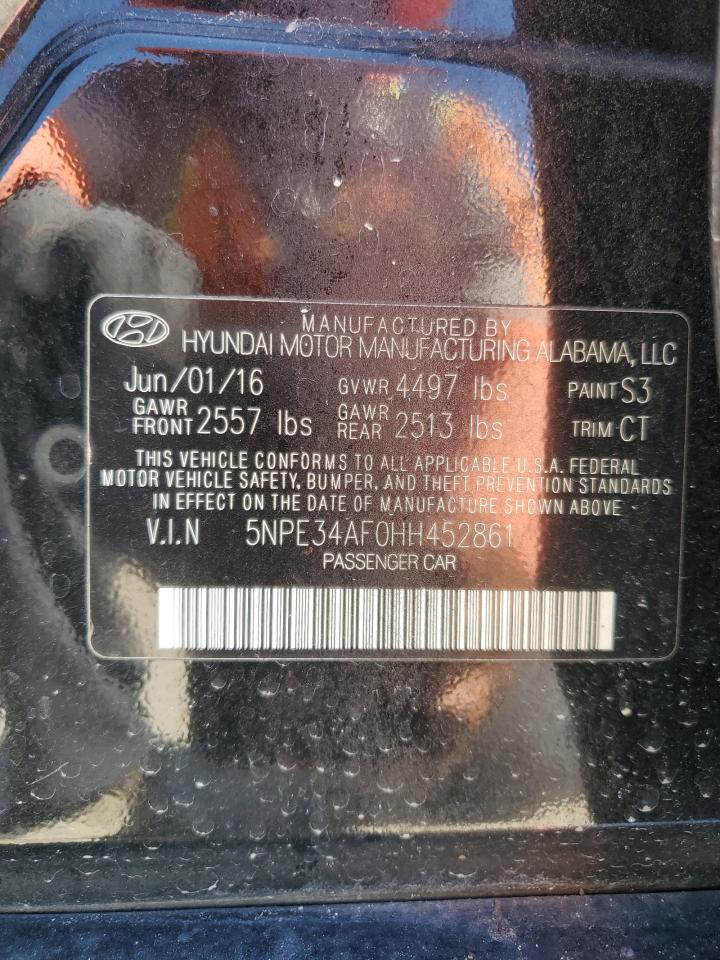 MANUFACTURED BY
HYUNDAI MOTOR MANUFACTURING ALABAMA, LLC
Jun/01/16 GVWR 4497 lbs PAINT S3
GAWR FRONT 2557 lbs GAWR REAR 2513 lbs TRIM CT
THIS VEHICLE CONFORMS TO ALL APPLICABLE U.S.A. FEDERAL
MOTOR VEHICLE SAFETY, BUMPER, AND THEFT PREVENTION STANDARDS
IN EFFECT ON THE DATE OF MANUFACTURE SHOWN ABOVE
V.I.N 5NPE34AF0HH452861
PASSENGER CAR